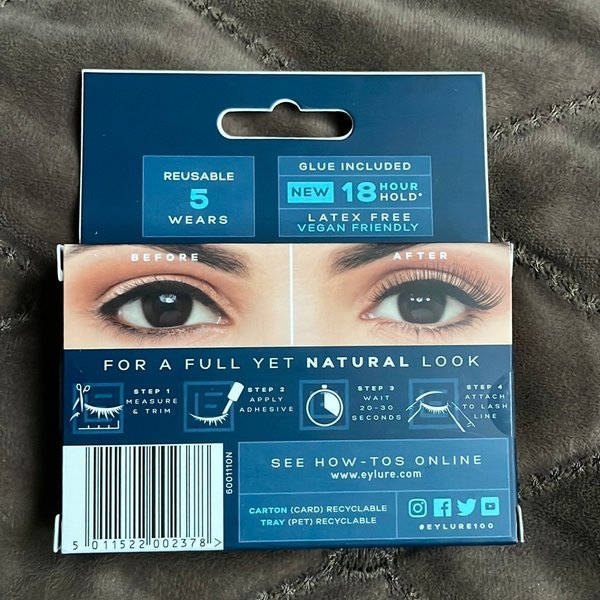 REUSABLE
5
WEARS
GLUE INCLUDED
NEW 18 HOUR HOLD*
LATEX FREE
VEGAN FRIENDLY
BEFORE
AFTER
FOR A FULL YET NATURAL LOOK
STEP 1
MEASURE
& TRIM
STEP 2
APPLY
ADHESIVE
STEP 3
WAIT
20-30
SECONDS
STEP 4
ATTACH
TO LASH
LINE
6001110N
5 011522 002378 >
SEE HOW-TOS ONLINE
www.eylure.com
CARTON (CARD) RECYCLABLE
TRAY (PET) RECYCLABLE
#EYLURE100